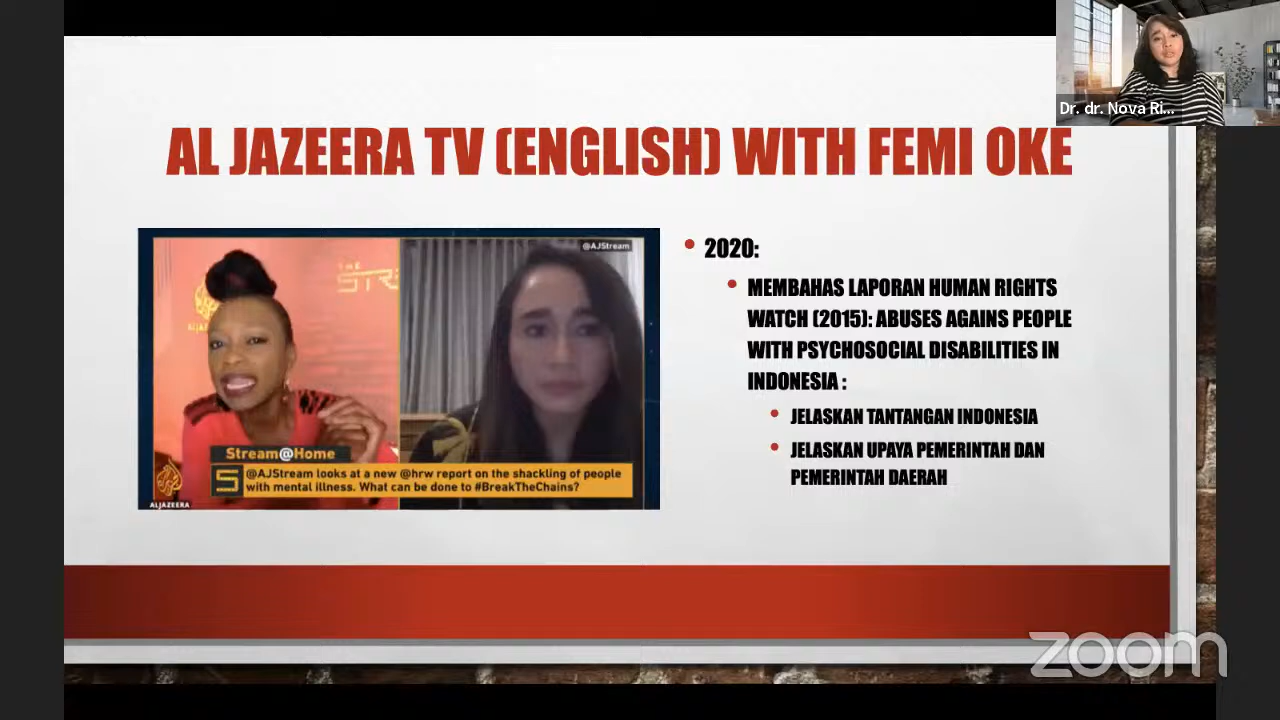 Dr. dr. Nova Ri...
AL JAZEERA TV (ENGLISH) WITH FEMI OKE
@AJStream
THE
Stream@Home
@AJStream looks at a new @hrw report on the shackling of people
with mental illness. What can be done to #BreakTheChains?
ALJAZEERA
2020:
MEMBAHAS LAPORAN HUMAN RIGHTS
WATCH (2015): ABUSES AGAINS PEOPLE
WITH PSYCHOSOCIAL DISABILITIES IN
INDONESIA :
JELASKAN TANTANGAN INDONESIA
JELASKAN UPAYA PEMERINTAH DAN
PEMERINTAH DAERAH
zoom